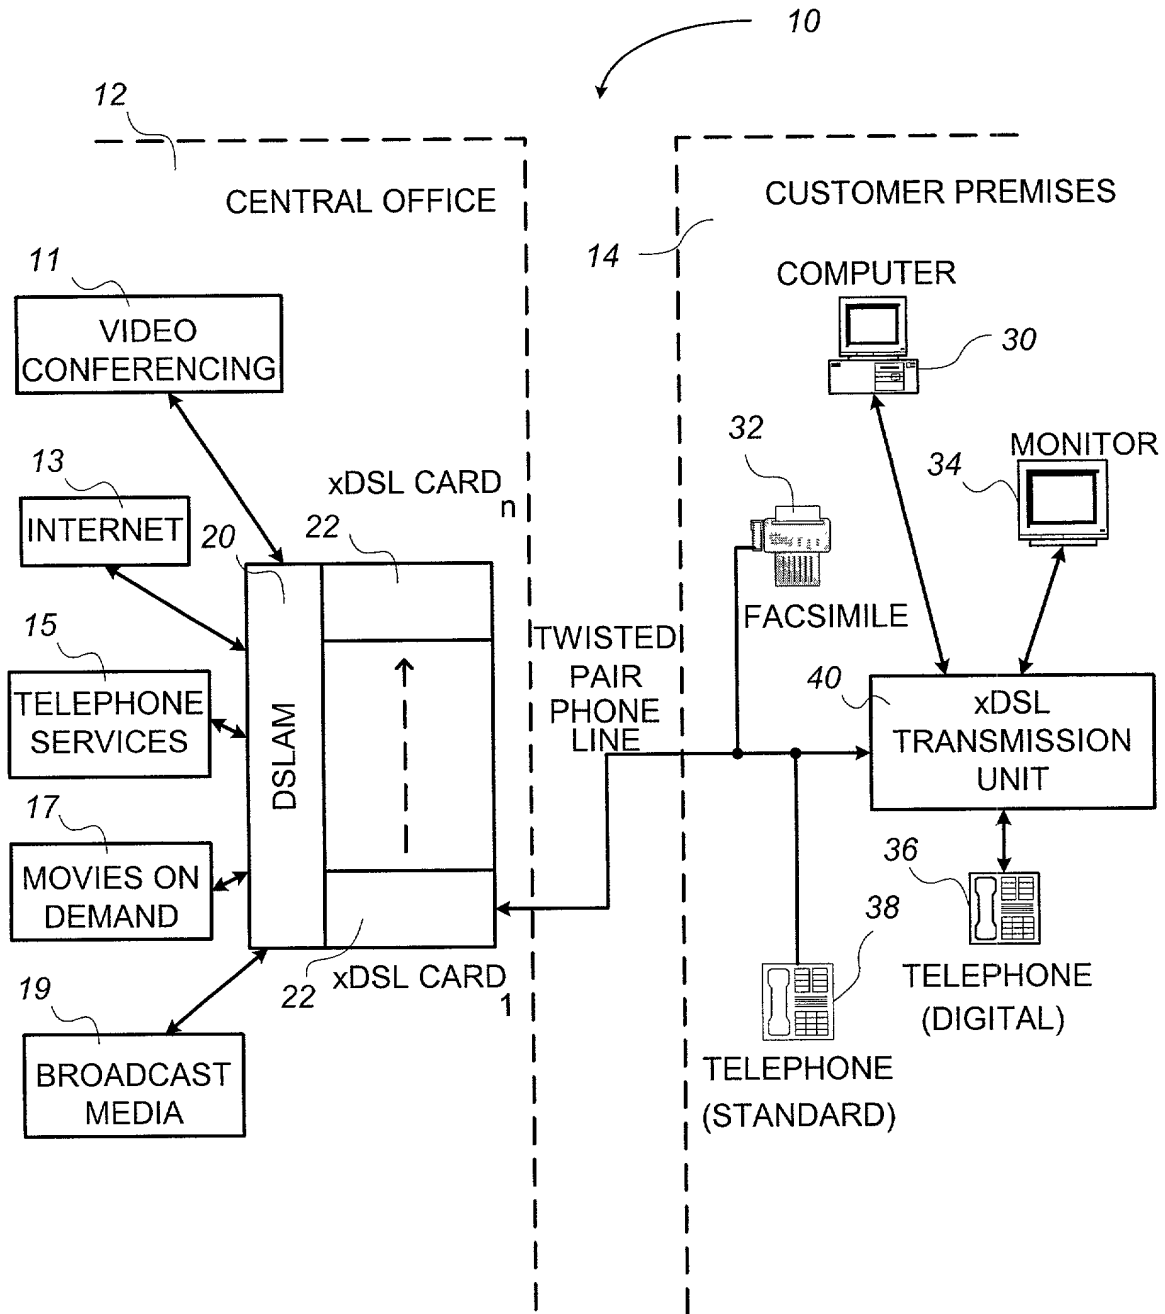 10
12
CENTRAL OFFICE
CUSTOMER PREMISES
14
11
VIDEO
CONFERENCING
COMPUTER
30
13
INTERNET
xDSL CARD n
20
22
32
FACSIMILE
34
MONITOR
15
TELEPHONE
SERVICES
DSLAM
TWISTED
PAIR
PHONE
LINE
40
xDSL
TRANSMISSION
UNIT
17
MOVIES ON
DEMAND
22
xDSL CARD 1
36
TELEPHONE
(DIGITAL)
38
TELEPHONE
(STANDARD)
19
BROADCAST
MEDIA